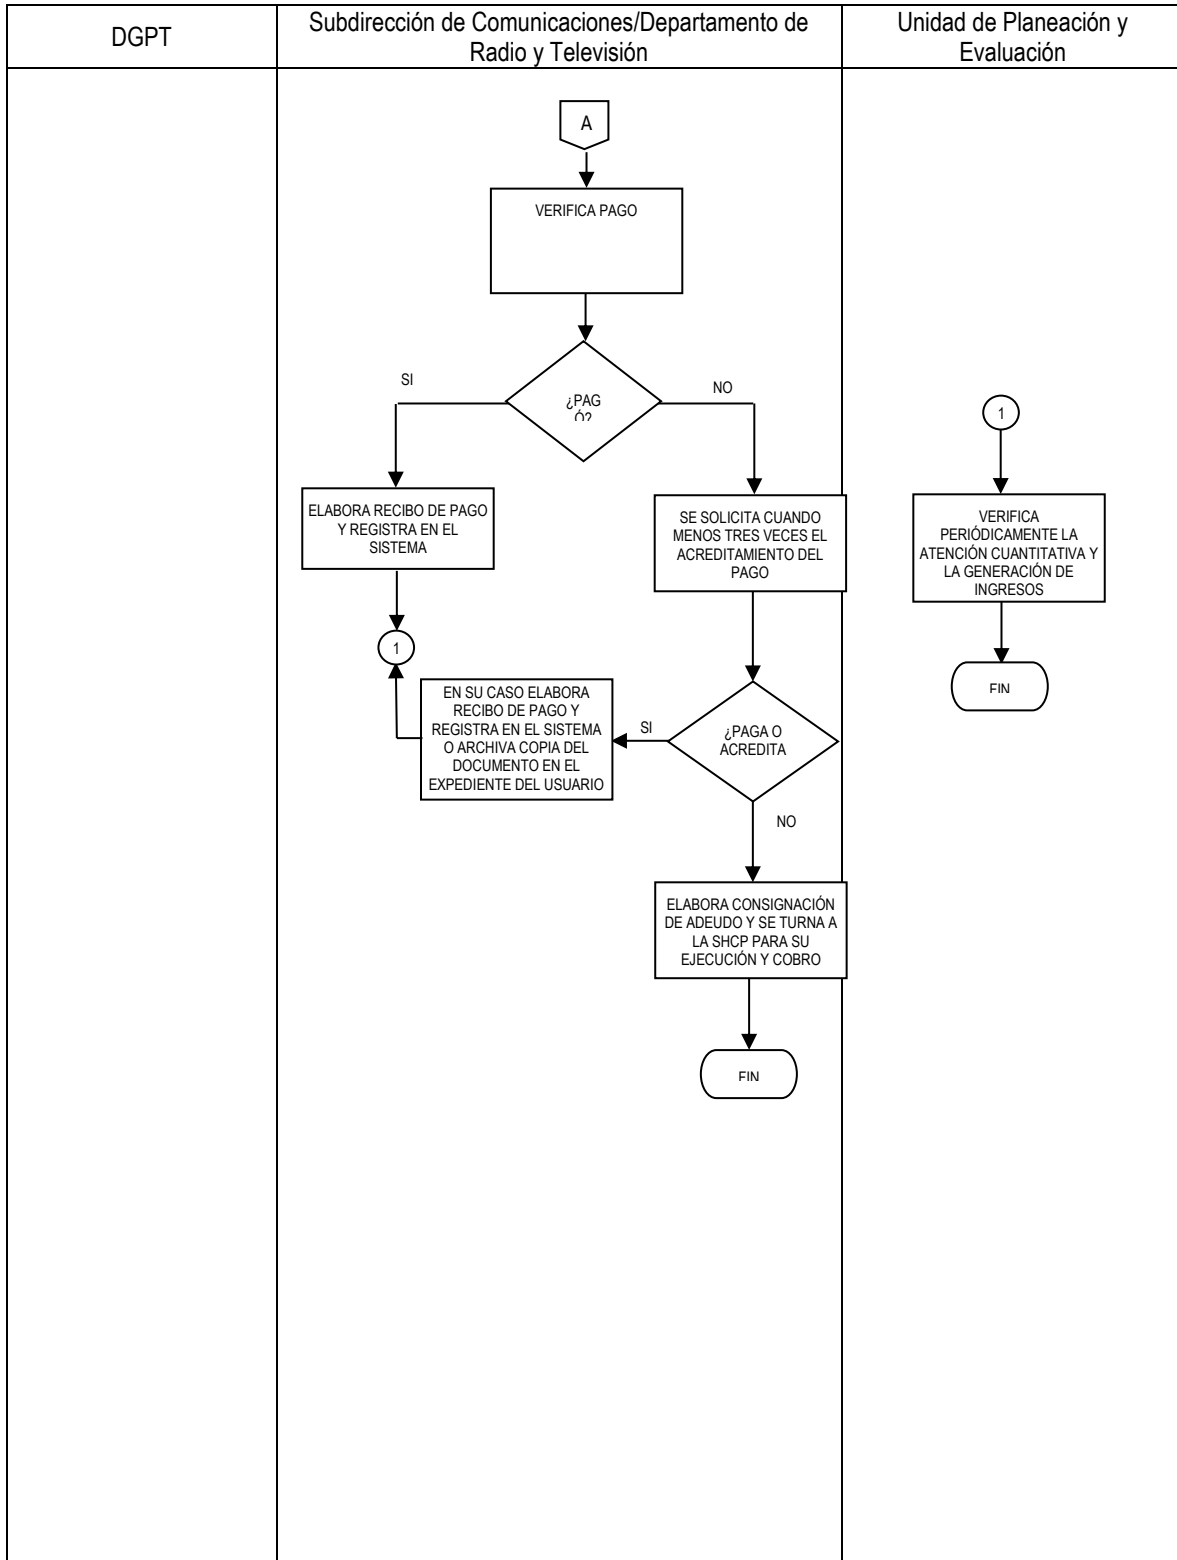 DGPT
Subdirección de Comunicaciones/Departamento de
Radio y Televisión
Unidad de Planeación y
Evaluación
A
VERIFICA PAGO
SI
¿PAG
Ó?
NO
1
ELABORA RECIBO DE PAGO
Y REGISTRA EN EL
SISTEMA
SE SOLICITA CUANDO
MENOS TRES VECES EL
ACREDITAMIENTO DEL
PAGO
VERIFICA
PERIÓDICAMENTE LA
ATENCIÓN CUANTITATIVA Y
LA GENERACIÓN DE
INGRESOS
1
EN SU CASO ELABORA
RECIBO DE PAGO Y
REGISTRA EN EL SISTEMA
O ARCHIVA COPIA DEL
DOCUMENTO EN EL
EXPEDIENTE DEL USUARIO
SI
¿PAGA O
ACREDITA
FIN
NO
ELABORA CONSIGNACIÓN
DE ADEUDO Y SE TURNA A
LA SHCP PARA SU
EJECUCIÓN Y COBRO
FIN